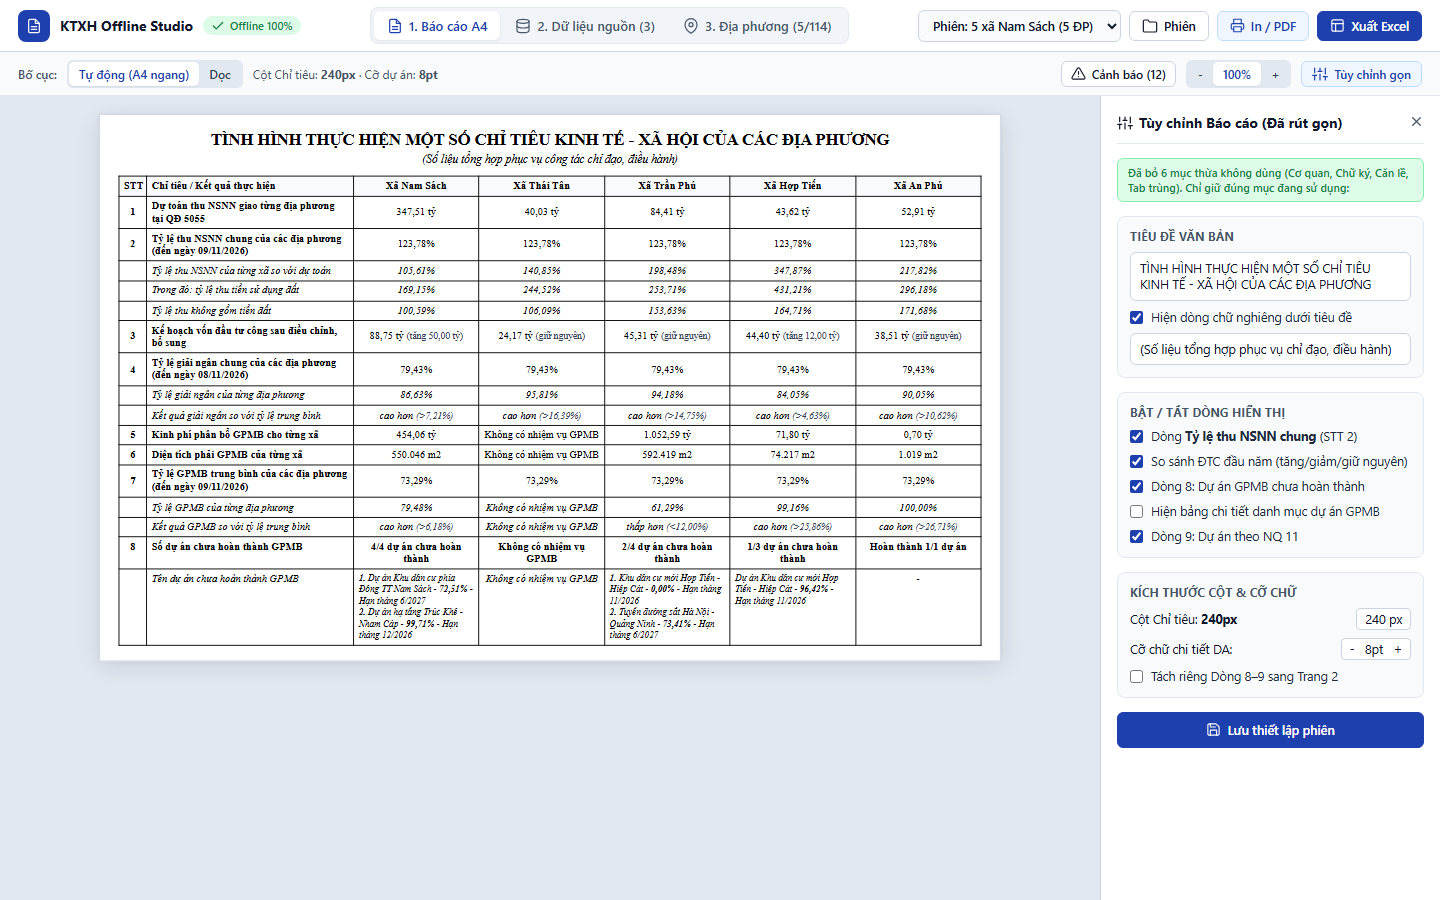 KTXH Offline Studio
Offline 100%
1. Báo cáo A4
2. Dữ liệu nguồn (3)
3. Địa phương (5/114)
Phiên: 5 xã Nam Sách (5 ĐP)
Phiên
In / PDF
Xuất Excel
Bố cục:
Tự động (A4 ngang)
Dọc
Cột Chỉ tiêu: 240px · Cỡ dự án: 8pt
Cảnh báo (12)
- 100% +
Tùy chỉnh gọn
TÌNH HÌNH THỰC HIỆN MỘT SỐ CHỈ TIÊU KINH TẾ - XÃ HỘI CỦA CÁC ĐỊA PHƯƠNG
(Số liệu tổng hợp phục vụ công tác chỉ đạo, điều hành)
STT Chỉ tiêu / Kết quả thực hiện Xã Nam Sách Xã Thái Tân Xã Trần Phú Xã Hợp Tiến Xã An Phú
1 Dự toán thu NSNN giao từng địa phương tại QĐ 5055 347,51 tỷ 40,03 tỷ 84,41 tỷ 43,62 tỷ 52,91 tỷ
2 Tỷ lệ thu NSNN chung của các địa phương (đến ngày 09/11/2026) 123,78% 123,78% 123,78% 123,78% 123,78%
Tỷ lệ thu NSNN của từng xã so với dự toán 105,61% 140,85% 198,48% 347,87% 217,82%
Trong đó: tỷ lệ thu tiền sử dụng đất 169,15% 244,52% 253,71% 431,21% 296,18%
Tỷ lệ thu không gồm tiền đất 100,59% 106,09% 153,63% 164,71% 171,68%
3 Kế hoạch vốn đầu tư công sau điều chỉnh, bổ sung 88,75 tỷ (tăng 50,00 tỷ) 24,17 tỷ (giữ nguyên) 45,31 tỷ (giữ nguyên) 44,40 tỷ (tăng 12,00 tỷ) 38,51 tỷ (giữ nguyên)
4 Tỷ lệ giải ngân chung của các địa phương (đến ngày 08/11/2026) 79,43% 79,43% 79,43% 79,43% 79,43%
Tỷ lệ giải ngân của từng địa phương 86,63% 95,81% 94,18% 84,05% 90,05%
Kết quả giải ngân so với tỷ lệ trung bình cao hơn (>7,21%) cao hơn (>16,39%) cao hơn (>14,75%) cao hơn (>4,63%) cao hơn (>10,62%)
5 Kinh phí phân bổ GPMB cho từng xã 454,06 tỷ Không có nhiệm vụ GPMB 1.052,59 tỷ 71,80 tỷ 0,70 tỷ
6 Diện tích phải GPMB của từng xã 550.046 m2 Không có nhiệm vụ GPMB 592.419 m2 74.217 m2 1.019 m2
7 Tỷ lệ GPMB trung bình của các địa phương (đến ngày 09/11/2026) 73,29% 73,29% 73,29% 73,29% 73,29%
Tỷ lệ GPMB của từng địa phương 79,48% Không có nhiệm vụ GPMB 61,29% 99,16% 100,00%
Kết quả GPMB so với tỷ lệ trung bình cao hơn (>6,18%) Không có nhiệm vụ GPMB thấp hơn (<12,00%) cao hơn (>25,86%) cao hơn (>26,71%)
8 Số dự án chưa hoàn thành GPMB 4/4 dự án chưa hoàn thành Không có nhiệm vụ GPMB 2/4 dự án chưa hoàn thành 1/3 dự án chưa hoàn thành Hoàn thành 1/1 dự án
Tên dự án chưa hoàn thành GPMB
1. Dự án Khu dân cư phía
Đông TT Nam Sách - 72,51% -
Hạn tháng 6/2027
2. Dự án hạ tầng Trúc Khê -
Nham Cáp - 99,71% - Hạn
tháng 12/2026
Không có nhiệm vụ GPMB
1. Khu dân cư mới Hợp Tiến -
Hiệp Cát - 0,00% - Hạn tháng
11/2026
2. Tuyến đường sắt Hà Nội -
Quảng Ninh - 73,41% - Hạn
tháng 6/2027
Dự án Khu dân cư mới Hợp
Tiến - Hiệp Cát - 96,42% -
Hạn tháng 11/2026
-
Tùy chỉnh Báo cáo (Đã rút gọn)
Đã bỏ 6 mục thừa không dùng (Cơ quan, Chữ ký, Căn lề,
Tab trùng). Chỉ giữ đúng mục đang sử dụng:
TIÊU ĐỀ VĂN BẢN
TÌNH HÌNH THỰC HIỆN MỘT SỐ CHỈ TIÊU
KINH TẾ - XÃ HỘI CỦA CÁC ĐỊA PHƯƠNG
Hiện dòng chữ nghiêng dưới tiêu đề
(Số liệu tổng hợp phục vụ chỉ đạo, điều hành)
BẬT / TẮT DÒNG HIỂN THỊ
Dòng Tỷ lệ thu NSNN chung (STT 2)
So sánh ĐTC đầu năm (tăng/giảm/giữ nguyên)
Dòng 8: Dự án GPMB chưa hoàn thành
Hiện bảng chi tiết danh mục dự án GPMB
Dòng 9: Dự án theo NQ 11
KÍCH THƯỚC CỘT & CỠ CHỮ
Cột Chỉ tiêu: 240px
240 px
Cỡ chữ chi tiết DA:
- 8pt +
Tách riêng Dòng 8–9 sang Trang 2
Lưu thiết lập phiên